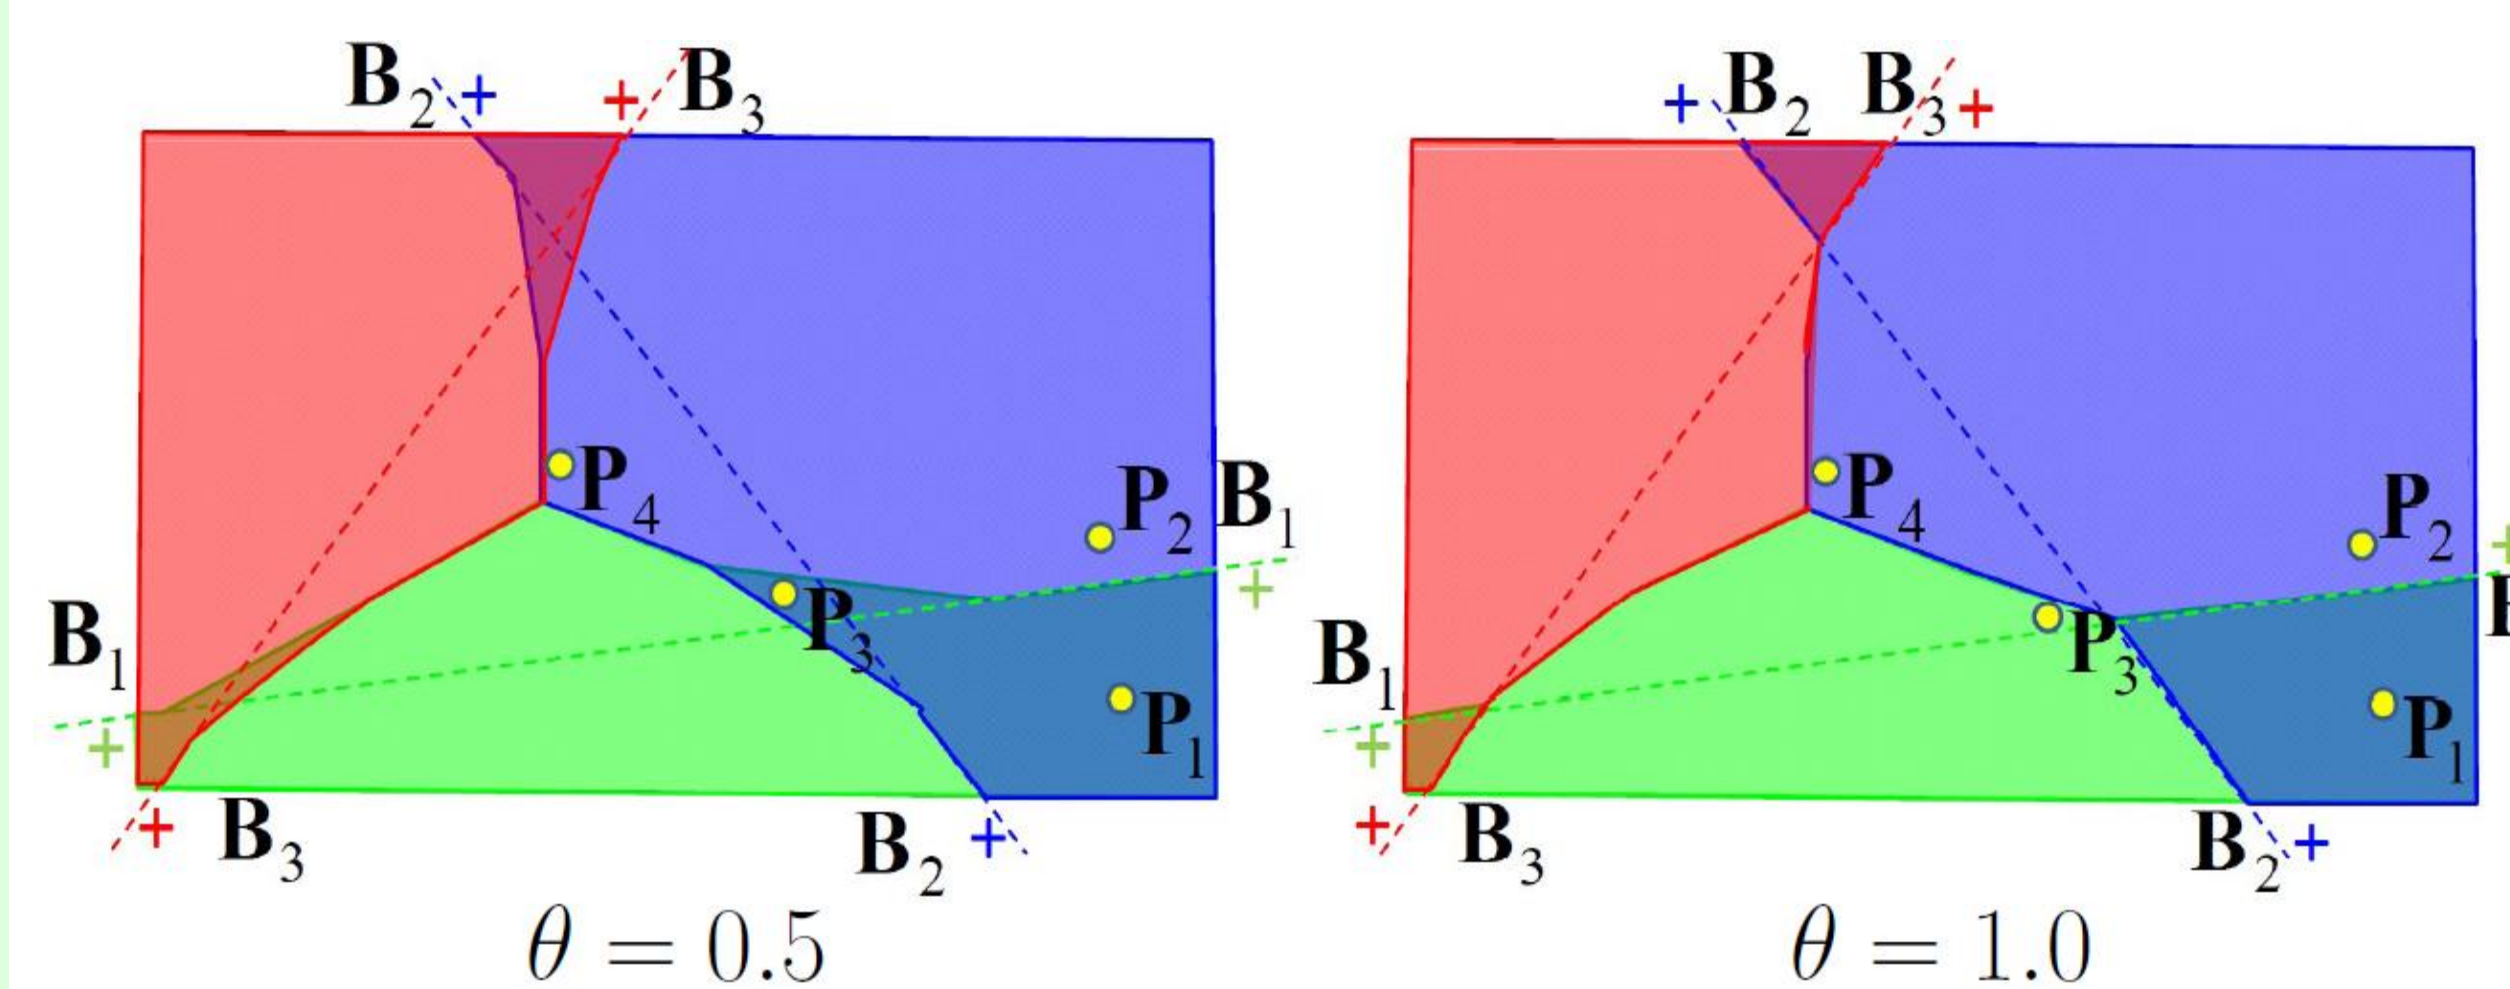 B2 + + B3
+ B2 B3 +
P4
P2 B1
+
P3
B1
+
P1
+ B3
B2 +
θ = 0.5
P4
P2
+
B1
P3
+
P1
+ B3
B2 +
θ = 1.0